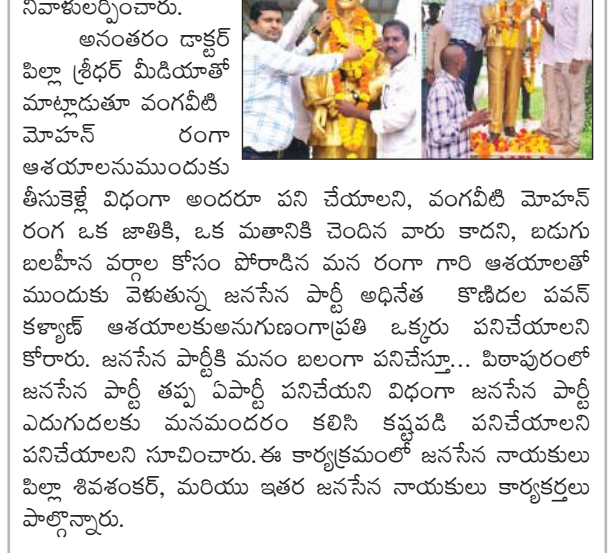 నివాళులర్పించారు.
అనంతరం డాక్టర్
పిల్లా శ్రీధర్ మీడియాతో
మాట్లాడుతూ వంగవీటి
మోహన్ రంగా
ఆశయాలనుముందుకు
తీసుకెళ్లే విధంగా అందరూ పని చేయాలని, వంగవీటి మోహన్
రంగ ఒక జాతికి, ఒక మతానికి చెందిన వారు కాదని, బడుగు
బలహీన వర్గాల కోసం పోరాడిన మన రంగా గారి ఆశయాలతో
ముందుకు వెళుతున్న జనసేన పార్టీ అధినేత కొణిదల పవన్
కళ్యాణ్ ఆశయాలకుఅనుగుణంగాప్రతి ఒక్కరు పనిచేయాలని
కోరారు. జనసేన పార్టీకి మనం బలంగా పనిచేస్తూ... పిఠాపురంలో
జనసేన పార్టీ తప్ప ఏపార్టీ పనిచేయని విధంగా జనసేన పార్టీ
ఎదుగుదలకు మనమందరం కలిసి కష్టపడి పనిచేయాలని
పనిచేయాలని సూచించారు.ఈ కార్యక్రమంలో జనసేన నాయకులు
పిల్లా శివశంకర్, మరియు ఇతర జనసేన నాయకులు కార్యకర్తలు
పాల్గొన్నారు.